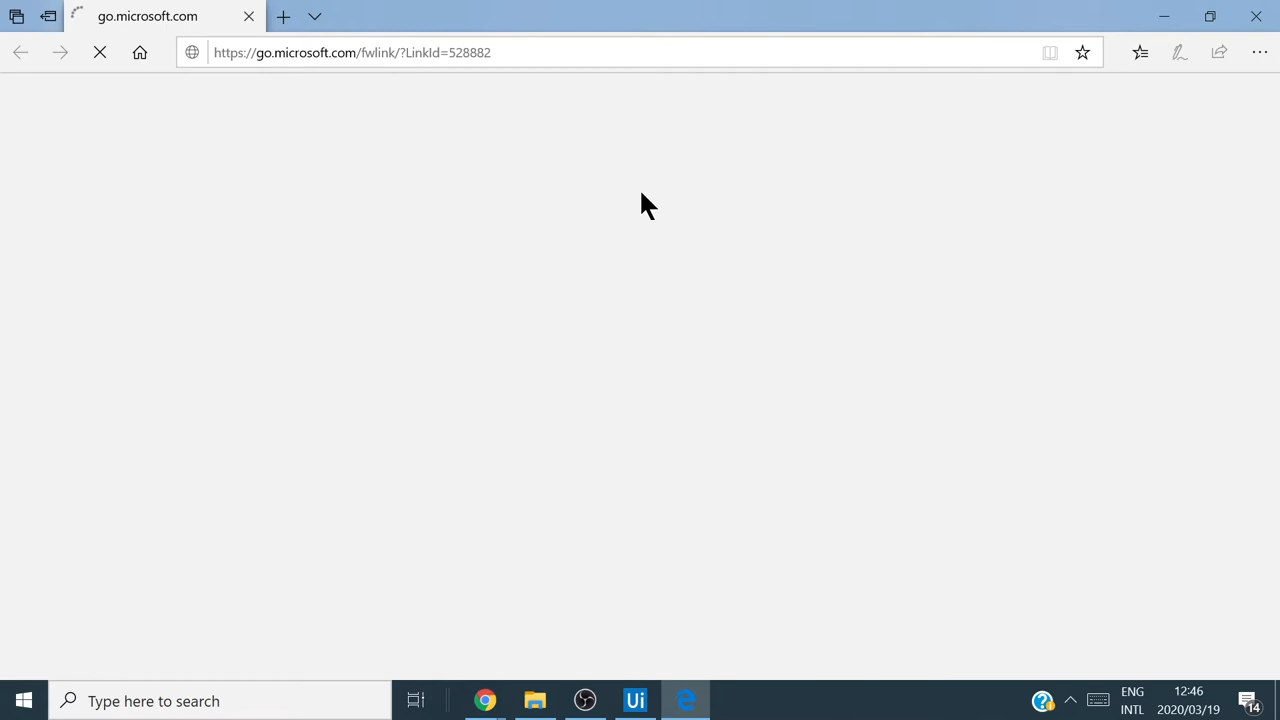 go.microsoft.com
https://go.microsoft.com/fwlink/?LinkId=528882
Type here to search
Ui
ENG
INTL
12:46
2020/03/19
14